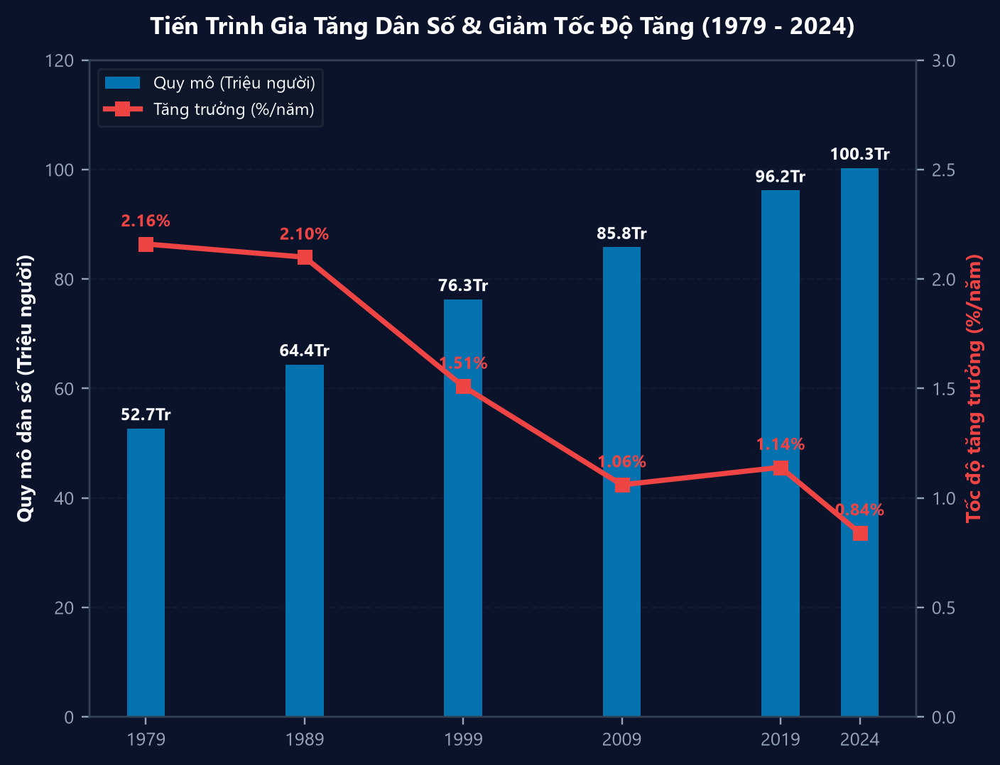 Tiến Trình Gia Tăng Dân Số & Giảm Tốc Độ Tăng (1979 - 2024)
Quy mô (Triệu người)
Tăng trưởng (%/năm)
Quy mô dân số (Triệu người)
120
100
80
60
40
20
0
52.7Tr
64.4Tr
76.3Tr
85.8Tr
96.2Tr
100.3Tr
2.16%
2.10%
1.51%
1.06%
1.14%
0.84%
3.0
2.5
2.0
1.5
1.0
0.5
0.0
Tốc độ tăng trưởng (%/năm)
1979 1989 1999 2009 2019 2024